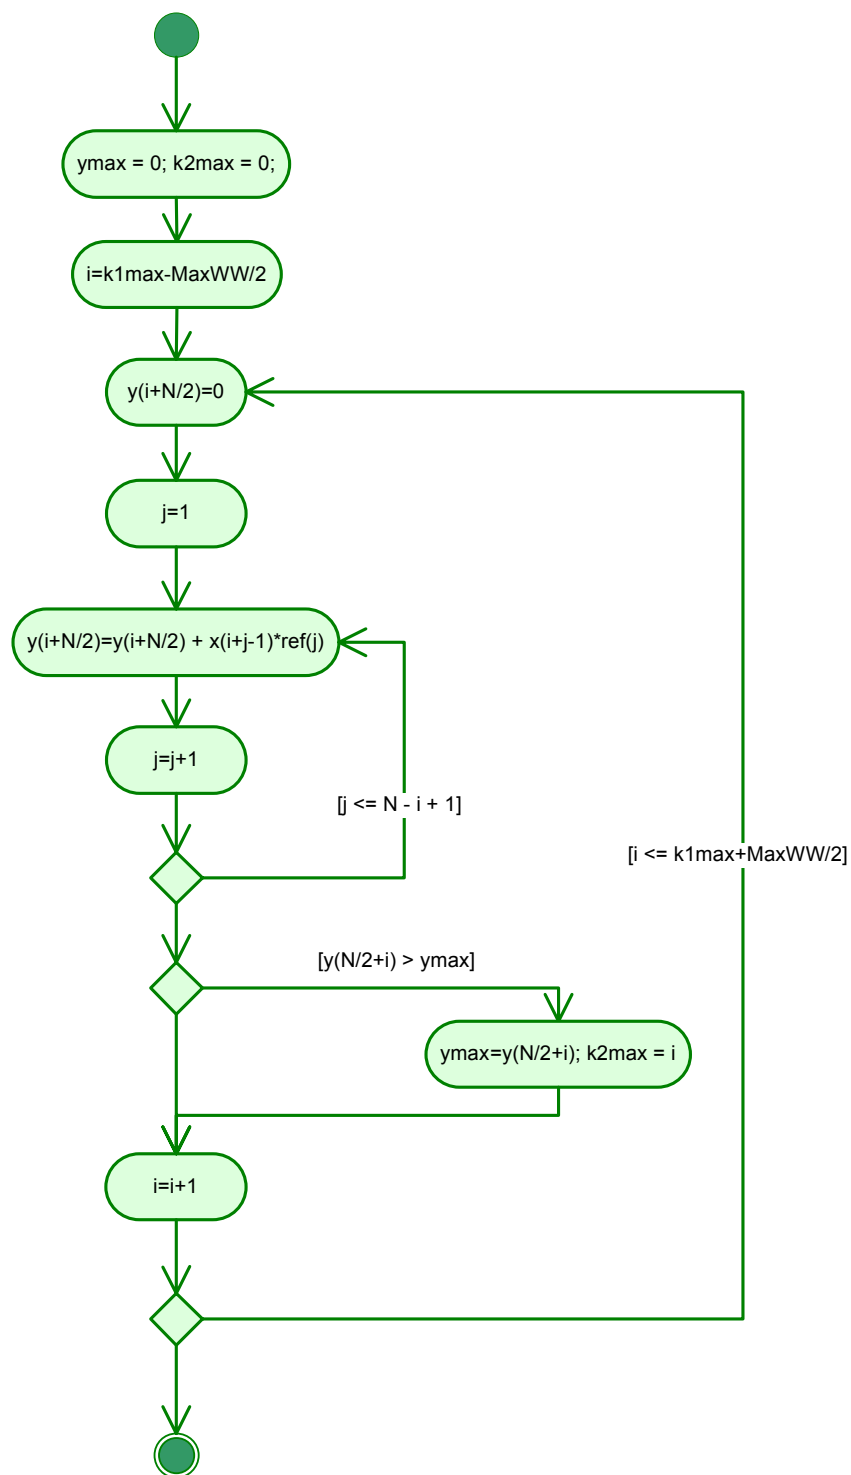 ymax = 0; k2max = 0;
i=k1max-MaxWW/2
y(i+N/2)=0
j=1
y(i+N/2)=y(i+N/2) + x(i+j-1)*ref(j)
j=j+1
[j <= N - i + 1]
[i <= k1max+MaxWW/2]
[y(N/2+i) > ymax]
ymax=y(N/2+i); k2max = i
i=i+1